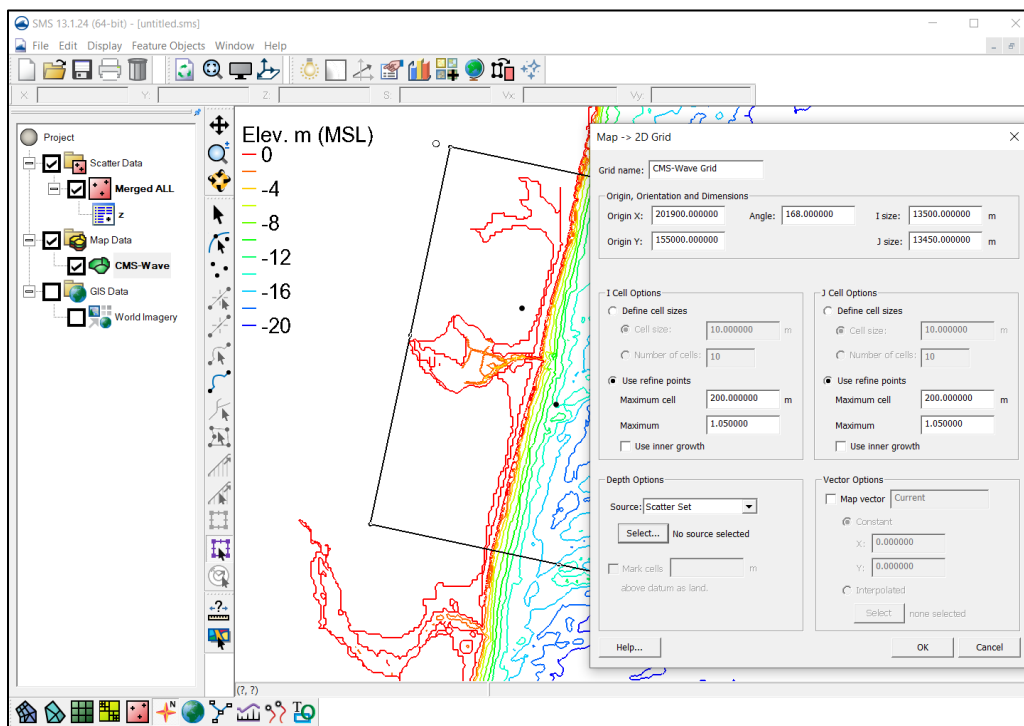 SMS 13.1.24 (64-bit) - [untitled.sms]
File Edit Display Feature Objects Window Help
X: Y: Z: S: Vx: Vy:
Project
Scatter Data
Merged ALL
z
Map Data
CMS-Wave
GIS Data
World Imagery
Elev. m (MSL)
0
-4
-8
-12
-16
-20
Map -> 2D Grid
Grid name: CMS-Wave Grid
Origin, Orientation and Dimensions
Origin X: 201900.000000 Angle: 168.000000 I size: 13500.000000 m
Origin Y: 155000.000000 J size: 13450.000000 m
I Cell Options
Define cell sizes
Cell size: 10.000000 m
Number of cells: 10
Use refine points
Maximum cell 200.000000 m
Maximum 1.050000
Use inner growth
J Cell Options
Define cell sizes
Cell size: 10.000000 m
Number of cells: 10
Use refine points
Maximum cell 200.000000 m
Maximum 1.050000
Use inner growth
Depth Options
Source: Scatter Set
Select... No source selected
Mark cells m
above datum as land.
Vector Options
Map vector Current
Constant
X: 0.000000
Y: 0.000000
Interpolated
Select none selected
Help... OK Cancel
(?, ?)